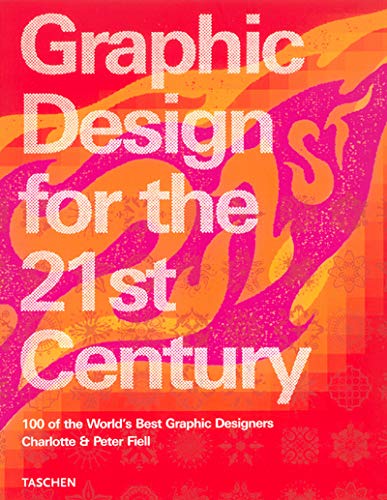 Graphic
Design
for the
21st
Century
100 of the World's Best Graphic Designers
Charlotte & Peter Fiell
TASCHEN